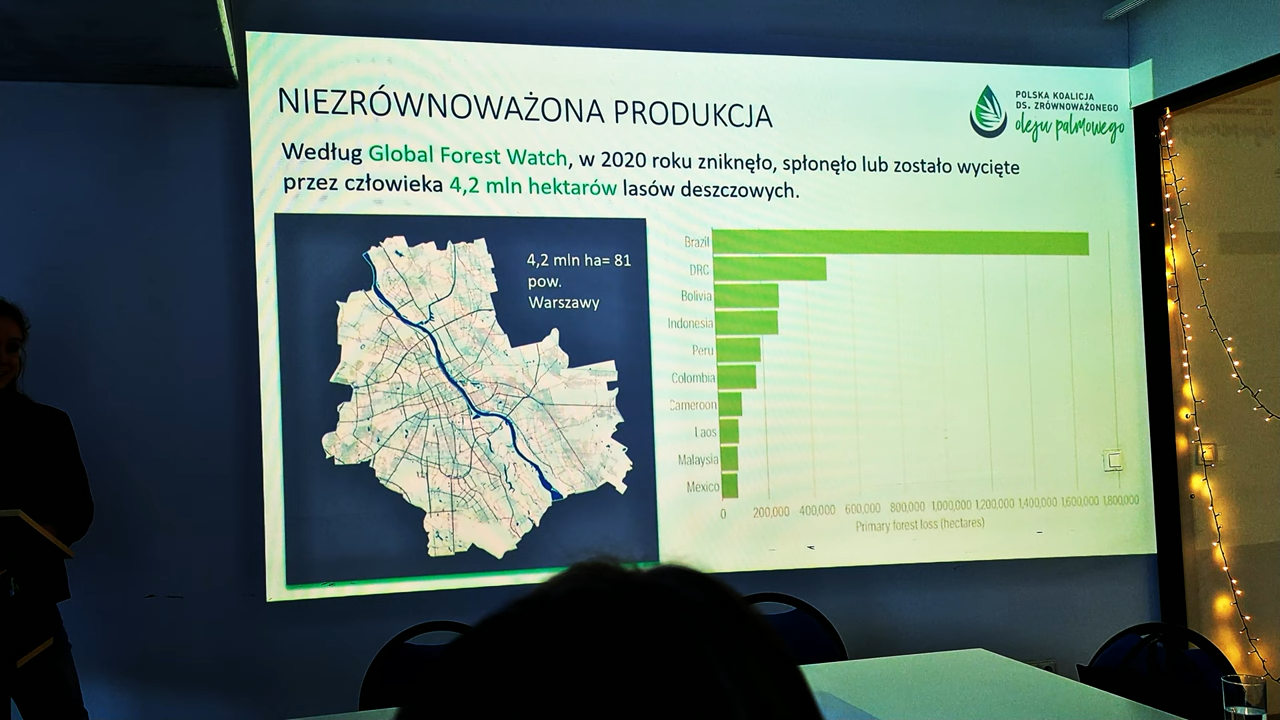 NIEZRÓWNOWAŻONA PRODUKCJA
POLSKA KOALICJA
DS. ZRÓWNOWAŻONEGO
oleju palmowego
Według Global Forest Watch, w 2020 roku zniknęło, spłonęło lub zostało wycięte
przez człowieka 4,2 mln hektarów lasów deszczowych.
4,2 mln ha= 81
pow.
Warszawy
Brazil
DRC
Bolivia
Indonesia
Peru
Colombia
Cameroon
Laos
Malaysia
Mexico
0 200,000 400,000 600,000 800,000 1,000,000 1,200,000 1,400,000 1,600,000 1,800,000
Primary forest loss (hectares)